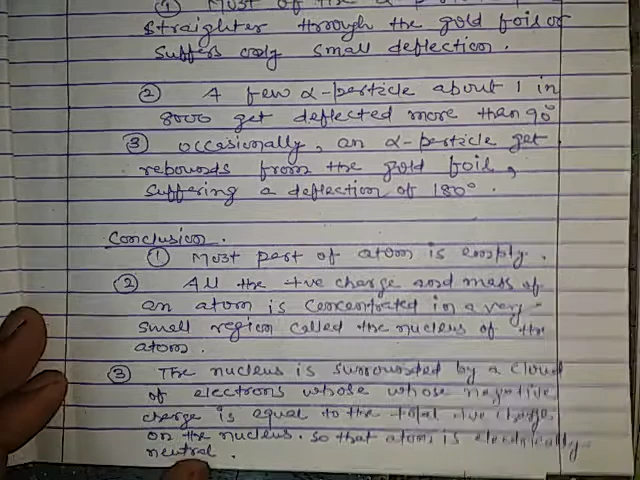 ① Most of the α
straighter through the gold foil or
suffers only small deflection.
② A few α-particle about 1 in
8000 get deflected more than 90°
③ occasionally, an α-particle get
rebounds from the gold foil,
suffering a deflection of 180°.
Conclusion.
① Most part of atom is empty.
② All the +ve charge and mass of
an atom is concentrated in a very
small region called the nucleus of the
atom.
③ The nucleus is surrounded by a cloud
of electrons whose whose negative
charge is equal to the total +ve charge
on the nucleus. so that atom is electrically
neutral.